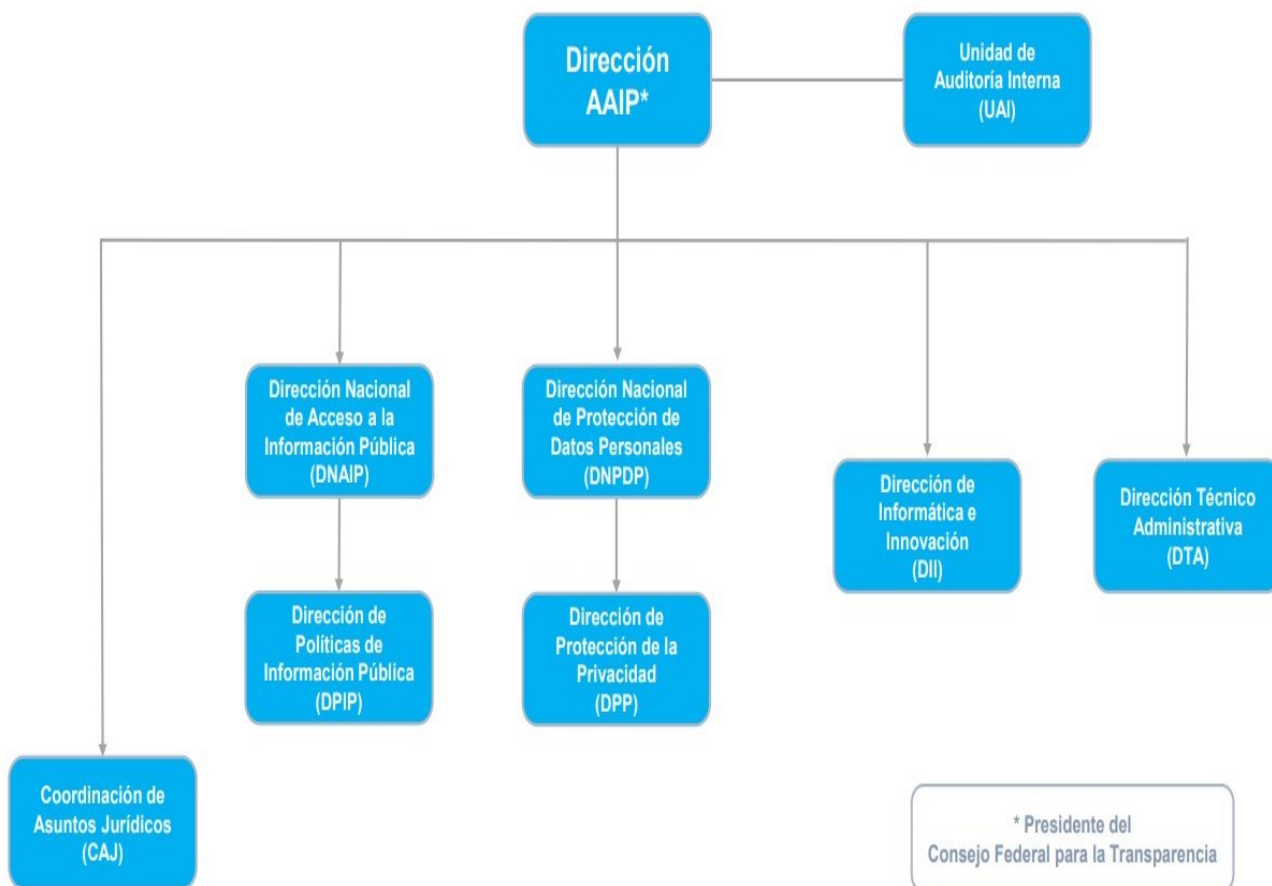 Dirección
AAIP*
Unidad de
Auditoría Interna
(UAI)
Dirección Nacional
de Acceso a la
Información Pública
(DNAIP)
Dirección Nacional
de Protección de
Datos Personales
(DNPDP)
Dirección de
Informática e
Innovación
(DII)
Dirección Técnico
Administrativa
(DTA)
Dirección de
Políticas de
Información Pública
(DPIP)
Dirección de
Protección de la
Privacidad
(DPP)
Coordinación de
Asuntos Jurídicos
(CAJ)
* Presidente del
Consejo Federal para la Transparencia